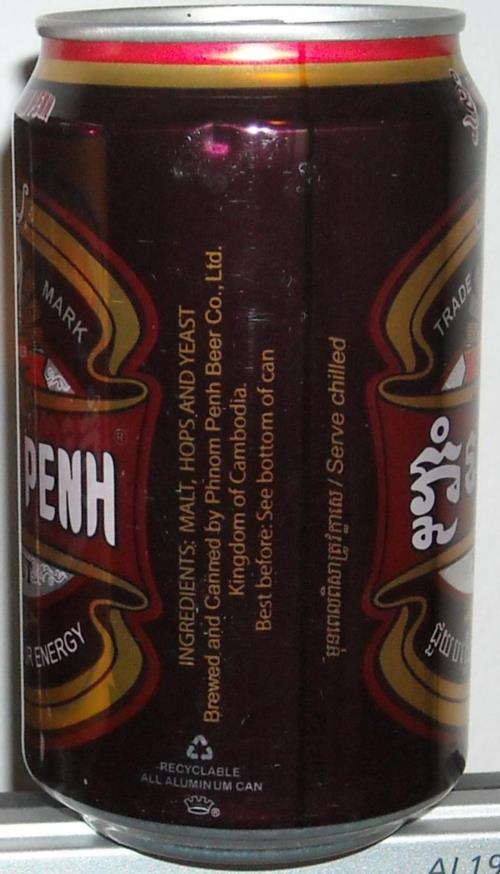 MARK
PENH
®
R ENERGY
INGREDIENTS: MALT, HOPS AND YEAST
Brewed and Canned by Phnom Penh Beer Co., Ltd.
Kingdom of Cambodia.
Best before: See bottom of can
/ Serve chilled
RECYCLABLE
ALL ALUMINUM CAN
®
TRADE
AL19